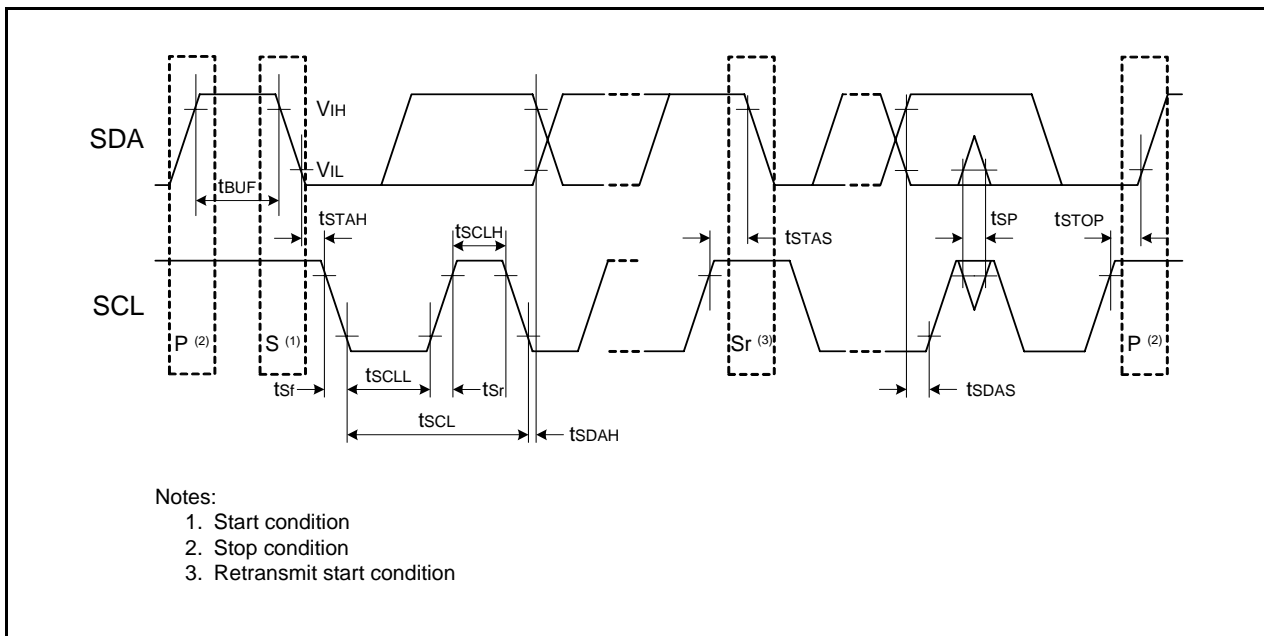 SDA
VIH
VIL
tBUF
tSTAH
tSCLH
tSTAS
tSP
tSTOP
SCL
P (2)
S (1)
Sr (3)
P (2)
tSf
tSCLL
tSr
tSDAS
tSCL
tSDAH
Notes:
1. Start condition
2. Stop condition
3. Retransmit start condition